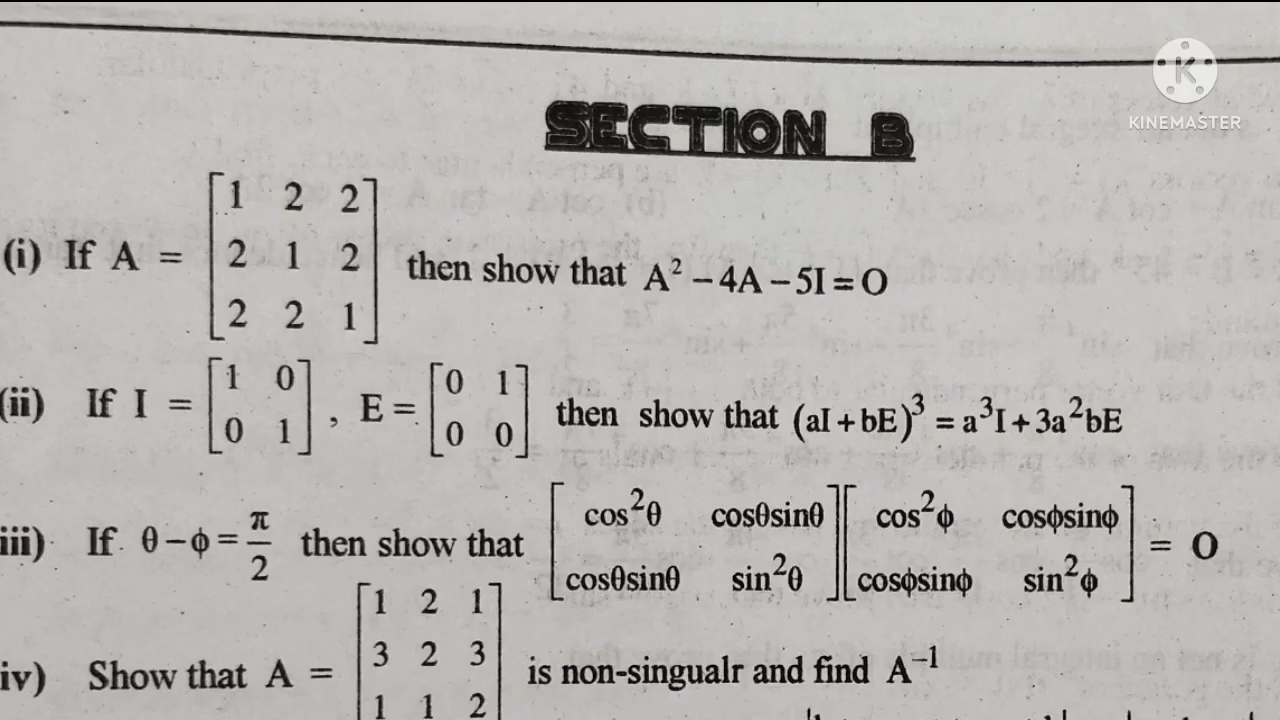 KINEMASTER
SECTION B
(i) If A = [1 2 2; 2 1 2; 2 2 1] then show that A² – 4A – 5I = O
(ii) If I = [1 0; 0 1], E = [0 1; 0 0] then show that (aI + bE)³ = a³I + 3a²bE
iii) If θ – ϕ = π/2 then show that [cos²θ cosθsinθ; cosθsinθ sin²θ][cos²ϕ cosϕsinϕ; cosϕsinϕ sin²ϕ] = O
iv) Show that A = [1 2 1; 3 2 3; 1 1 2] is non-singualr and find A⁻¹